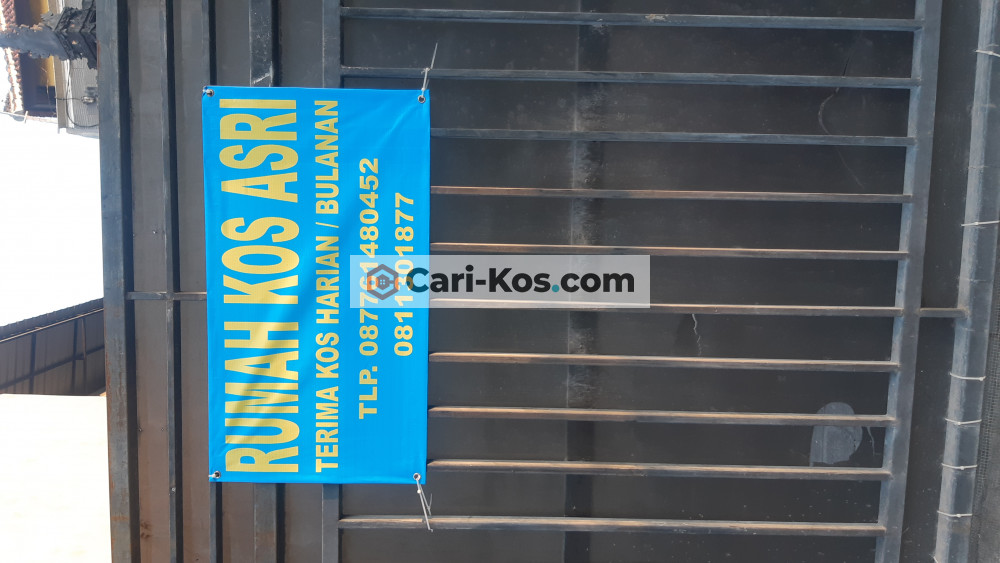 RUMAH KOS ASRI
TERIMA KOS HARIAN / BULANAN
TLP.
Cari-Kos.com